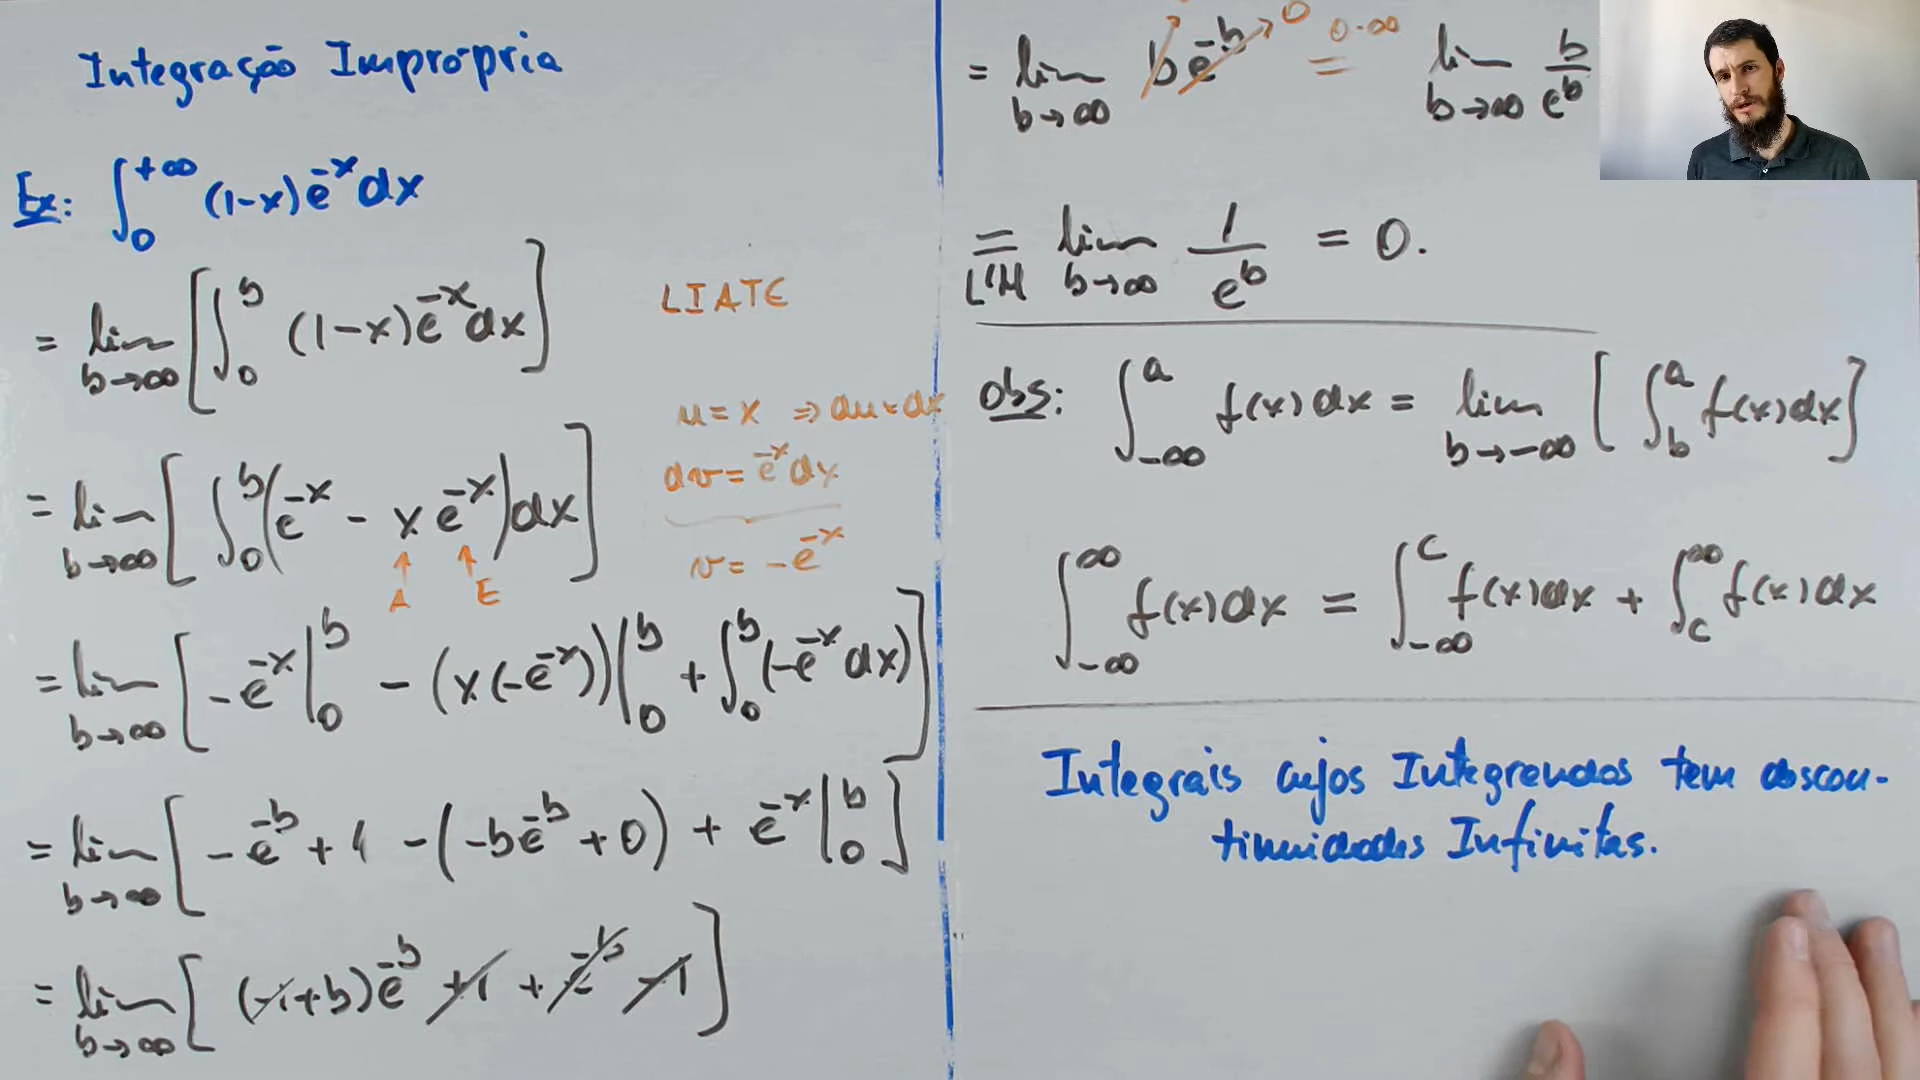 Integração Imprópria
Ex: ∫₀^{+∞} (1-x)e^{-x} dx
= lim_{b→∞} [ ∫₀^b (1-x)e^{-x} dx ]
LIATE
= lim_{b→∞} [ ∫₀^b (e^{-x} - x e^{-x}) dx ]
A E
u = x ⇒ du = dx
dv = e^{-x} dx
v = -e^{-x}
= lim_{b→∞} [ -e^{-x} |₀^b - (x(-e^{-x})) |₀^b + ∫₀^b (-e^{-x} dx) ]
= lim_{b→∞} [ -e^{-b} + 1 - (-be^{-b} + 0) + e^{-x} |₀^b ]
= lim_{b→∞} [ (-1+b)e^{-b} +1 + e^{-b} -1 ]
= lim_{b→∞} b e^{-b} = lim_{b→∞} b/e^b
∞ 0 0·∞
= L'H lim_{b→∞} 1/e^b = 0.
obs: ∫_{-∞}^a f(x) dx = lim_{b→-∞} [ ∫_b^a f(x) dx ]
∫_{-∞}^∞ f(x) dx = ∫_{-∞}^c f(x) dx + ∫_c^∞ f(x) dx
Integrais cujos Integrandos tem descon-
tinuidades Infinitas.